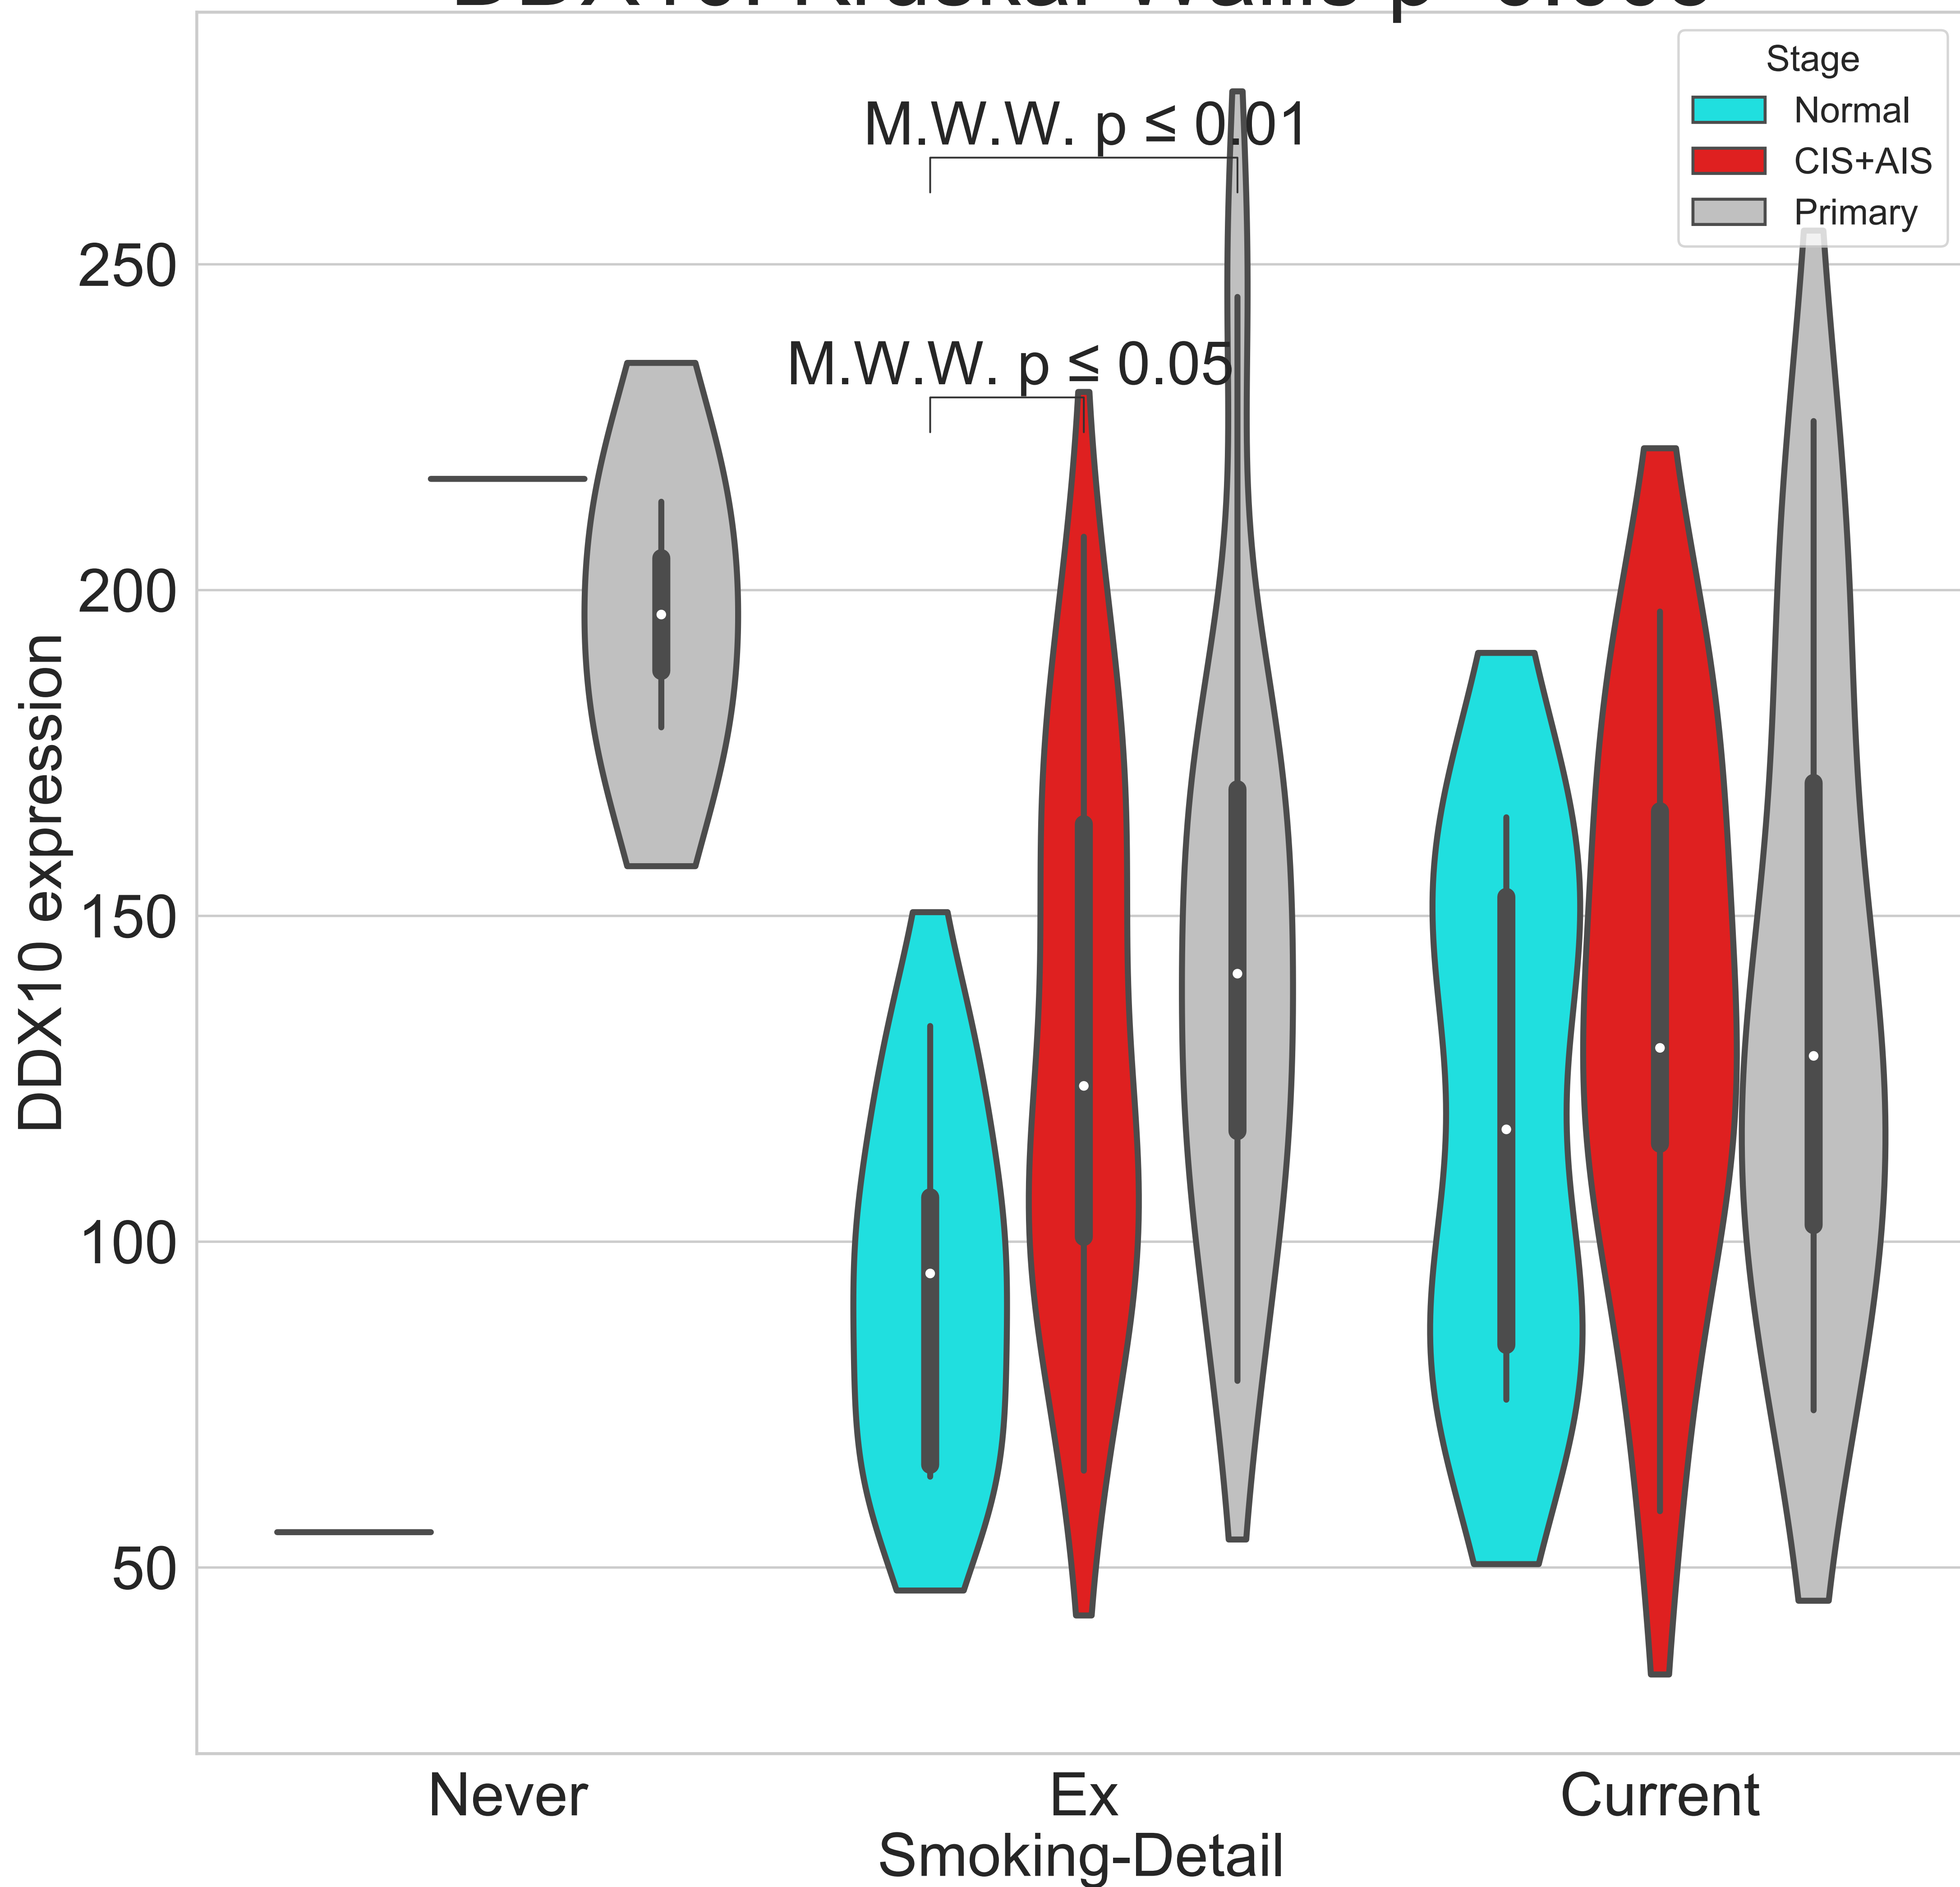 Stage
Normal
CIS+AIS
Primary
M.W.W. p ≤ 0.01
M.W.W. p ≤ 0.05
250
200
150
100
50
DDX10 expression
Never
Ex
Current
Smoking-Detail